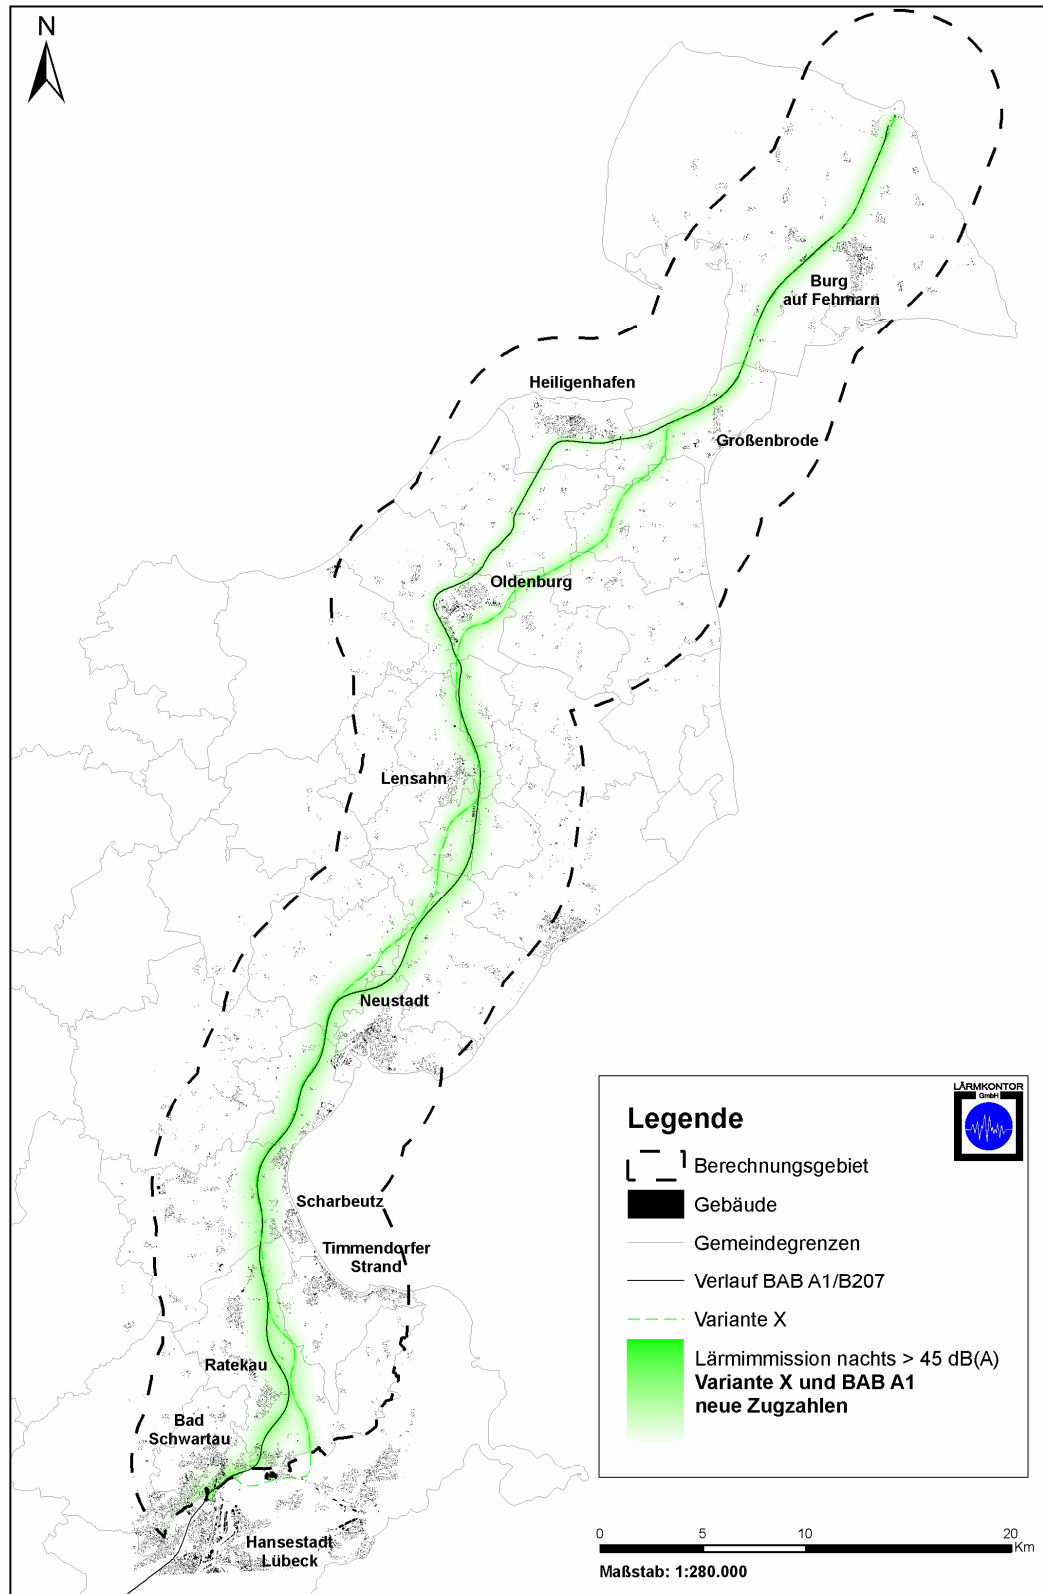 N
Burg
auf Fehmarn
Heiligenhafen
Großenbrode
Oldenburg
Lensahn
Neustadt
Scharbeutz
Timmendorfer
Strand
Ratekau
Bad
Schwartau
Hansestadt
Lübeck
LÄRMKONTOR
GmbH
Legende
Berechnungsgebiet
Gebäude
Gemeindegrenzen
Verlauf BAB A1/B207
Variante X
Lärmimmission nachts > 45 dB(A)
Variante X und BAB A1
neue Zugzahlen
0 5 10 20
Km
Maßstab: 1:280.000